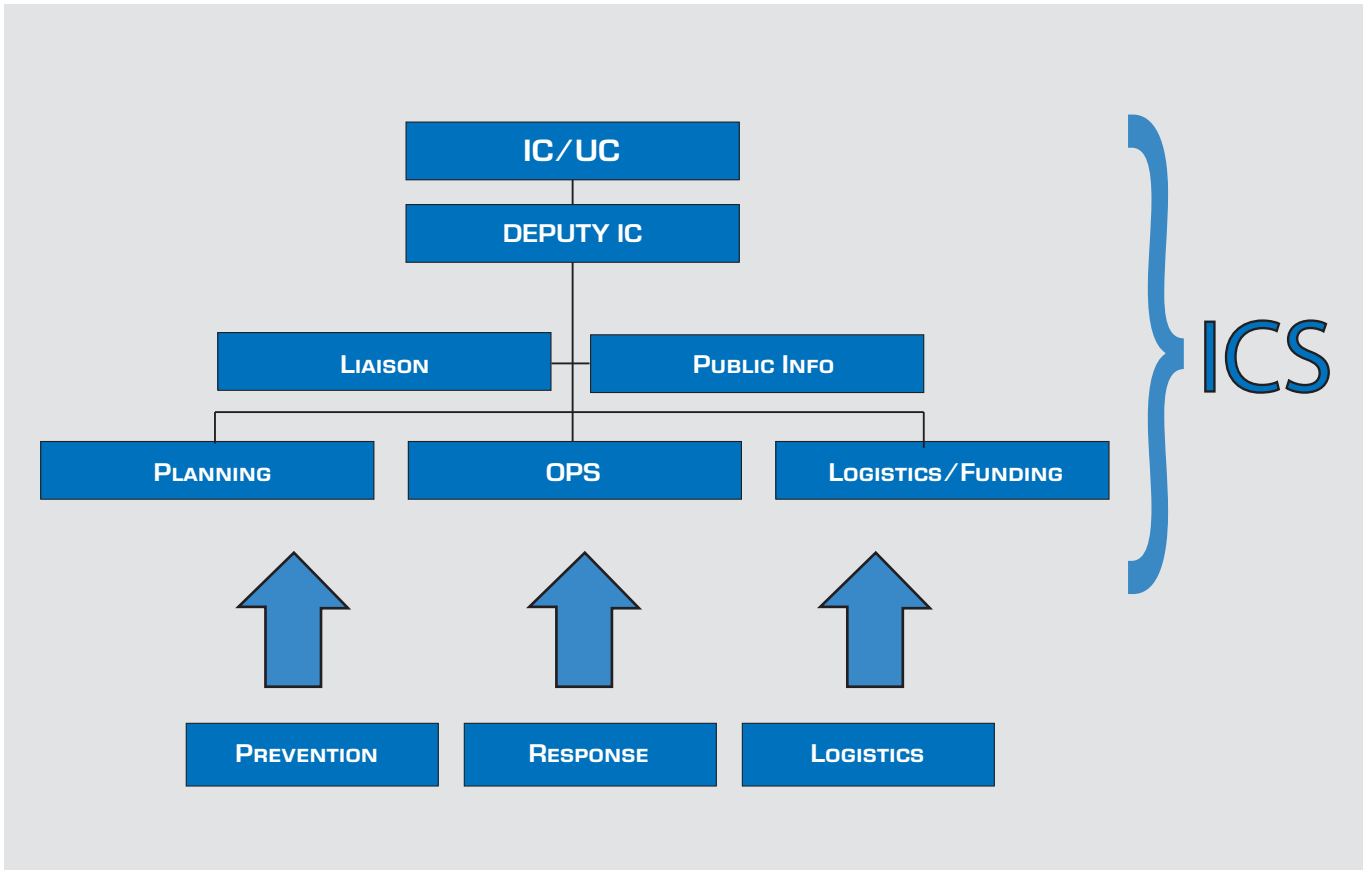 IC/UC
DEPUTY IC
Liaison
Public Info
Planning
OPS
Logistics/Funding
ICS
Prevention
Response
Logistics